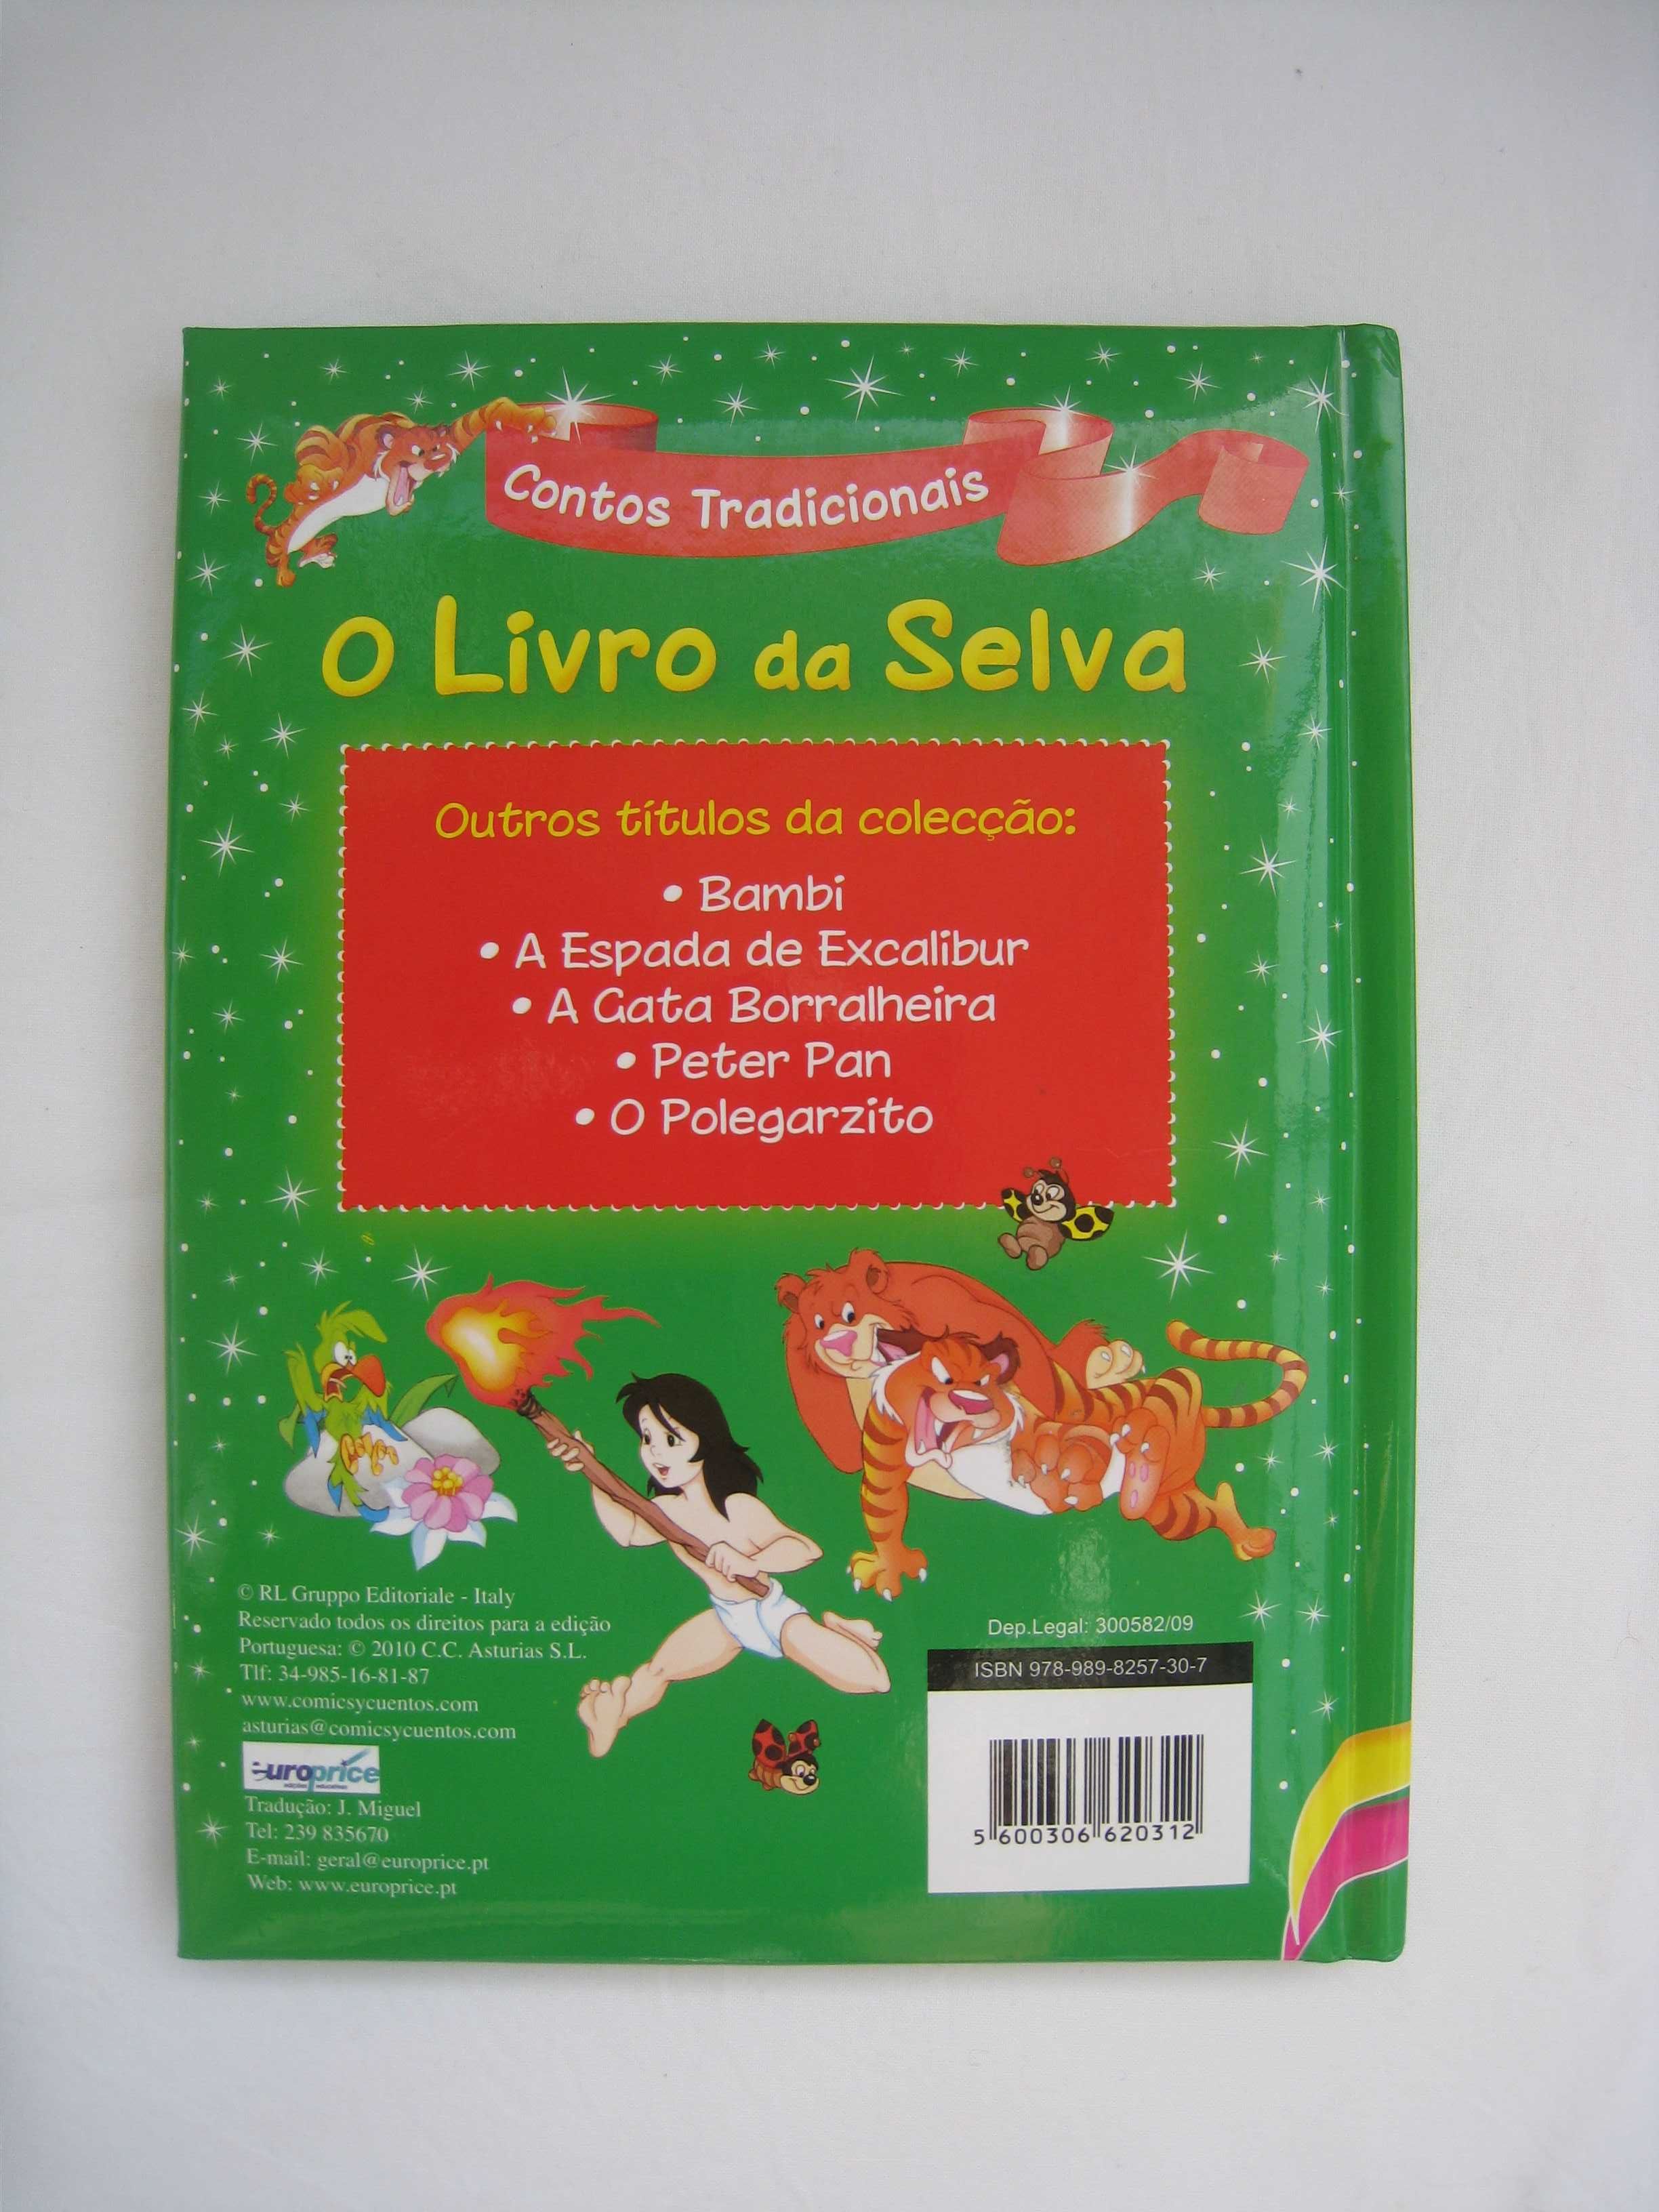 Contos Tradicionais
O Livro da Selva
Outros títulos da colecção:
• Bambi
• A Espada de Excalibur
• A Gata Borralheira
• Peter Pan
• O Polegarzito
© RL Gruppo Editoriale - Italy
Reservado todos os direitos para a edição
Portuguesa: © 2010 C.C. Asturias S.L.
Tlf: 34-985-16-81-87
www.comicsycuentos.com
asturias@comicsycuentos.com
europrice
Tradução: J. Miguel
Tel: 239 835670
E-mail: geral@europrice.pt
Web: www.europrice.pt
Dep.Legal: 300582/09
ISBN 978-989-8257-30-7
5 600306 620312